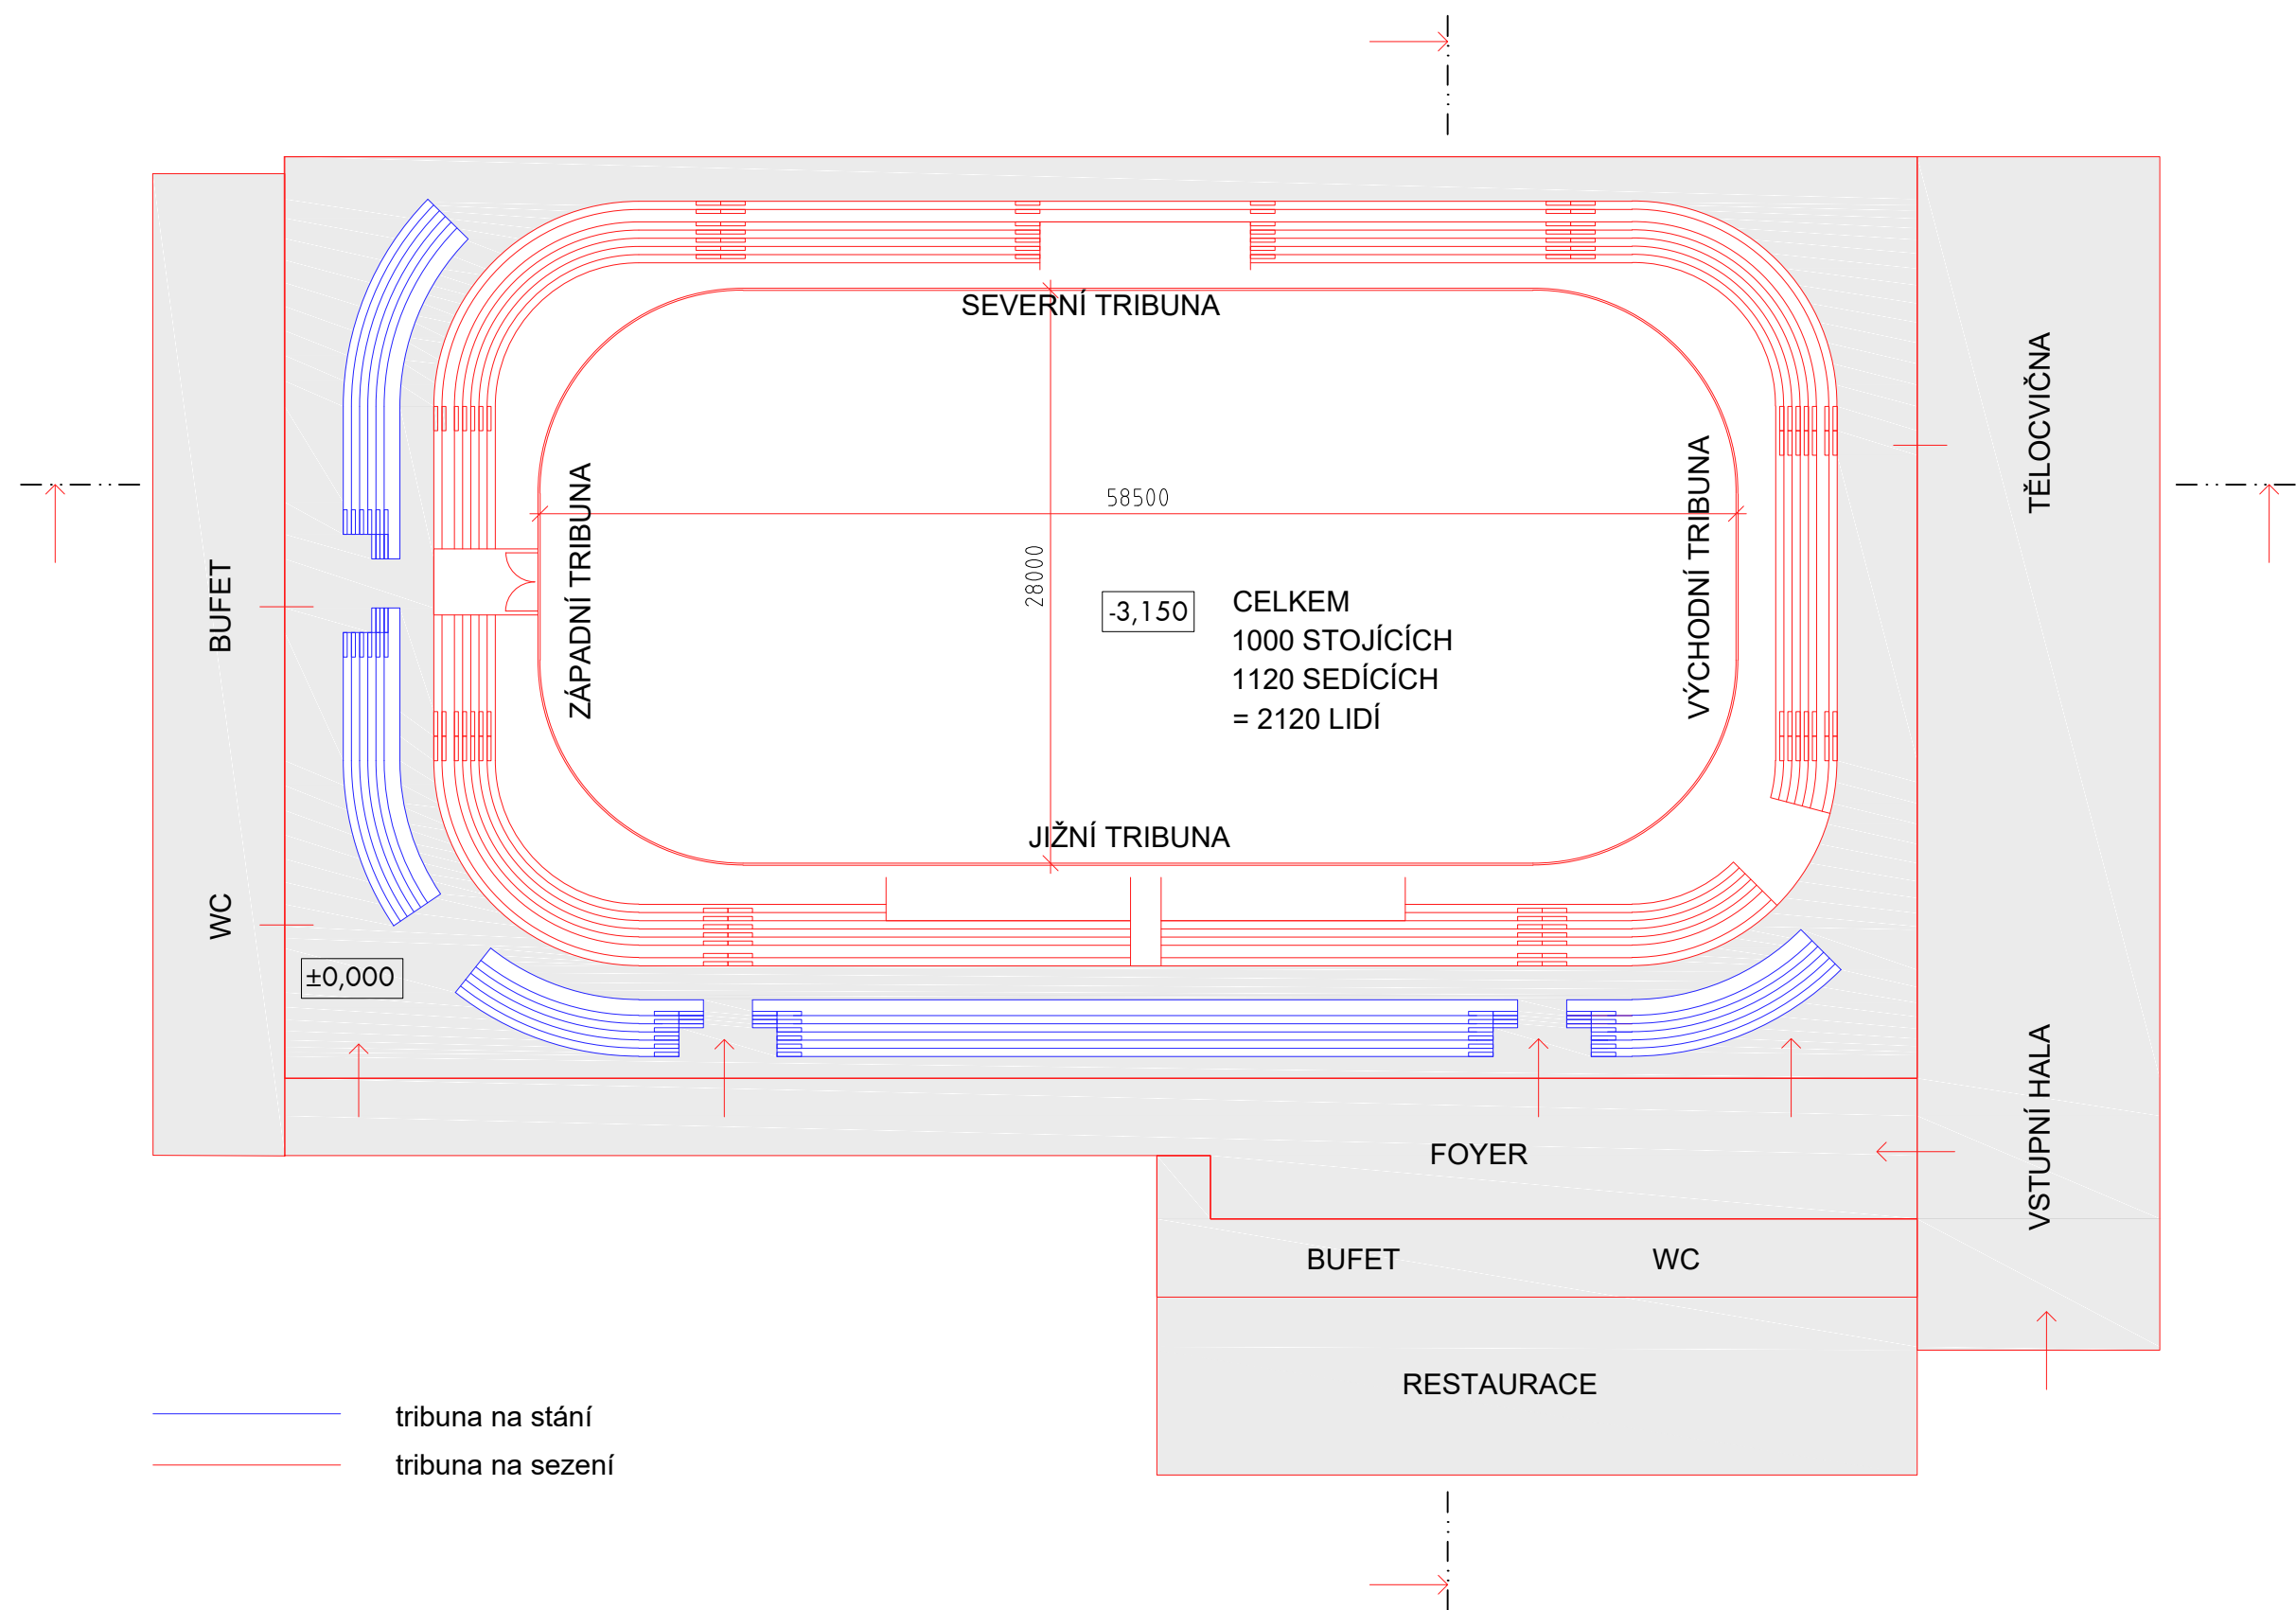 SEVERNÍ TRIBUNA
TĚLOCVIČNA
ZÁPADNÍ TRIBUNA
VÝCHODNÍ TRIBUNA
58500
28000
BUFET
-3,150
CELKEM
1000 STOJÍCÍCH
1120 SEDÍCÍCH
= 2120 LIDÍ
JIŽNÍ TRIBUNA
WC
±0,000
VSTUPNÍ HALA
FOYER
BUFET
WC
RESTAURACE
tribuna na stání
tribuna na sezení